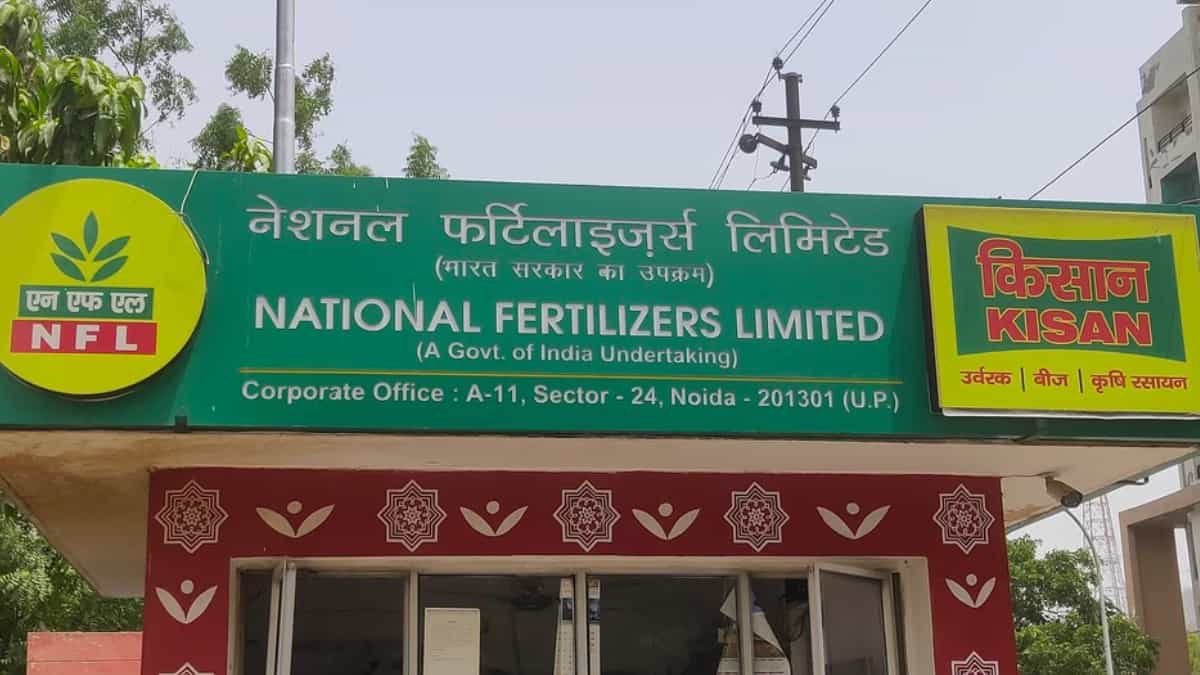 एन एफ एल
NFL
नेशनल फर्टिलाइज़र्स लिमिटेड
(भारत सरकार का उपक्रम)
NATIONAL FERTILIZERS LIMITED
(A Govt. of India Undertaking)
Corporate Office : A-11, Sector - 24, Noida - 201301 (U.P.)
किसान
KISAN
उर्वरक | बीज | कृषि रसायन